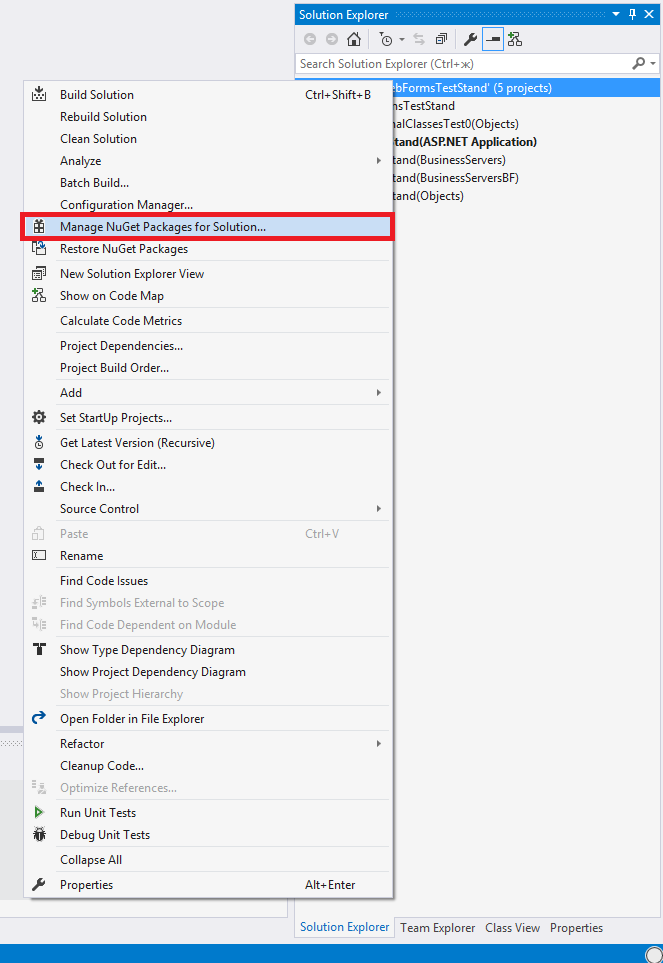 Solution Explorer
Search Solution Explorer (Ctrl+ж)
bFormsTestStand' (5 projects)
nsTestStand
nalClassesTest0(Objects)
tand(ASP.NET Application)
tand(BusinessServers)
tand(BusinessServersBF)
tand(Objects)
Build Solution Ctrl+Shift+B
Rebuild Solution
Clean Solution
Analyze
Batch Build...
Configuration Manager...
Manage NuGet Packages for Solution...
Restore NuGet Packages
New Solution Explorer View
Show on Code Map
Calculate Code Metrics
Project Dependencies...
Project Build Order...
Add
Set StartUp Projects...
Get Latest Version (Recursive)
Check Out for Edit...
Check In...
Source Control
Paste Ctrl+V
Rename
Find Code Issues
Find Symbols External to Scope
Find Code Dependent on Module
Show Type Dependency Diagram
Show Project Dependency Diagram
Show Project Hierarchy
Open Folder in File Explorer
Refactor
Cleanup Code...
Optimize References...
Run Unit Tests
Debug Unit Tests
Collapse All
Properties Alt+Enter
Solution Explorer Team Explorer Class View Properties